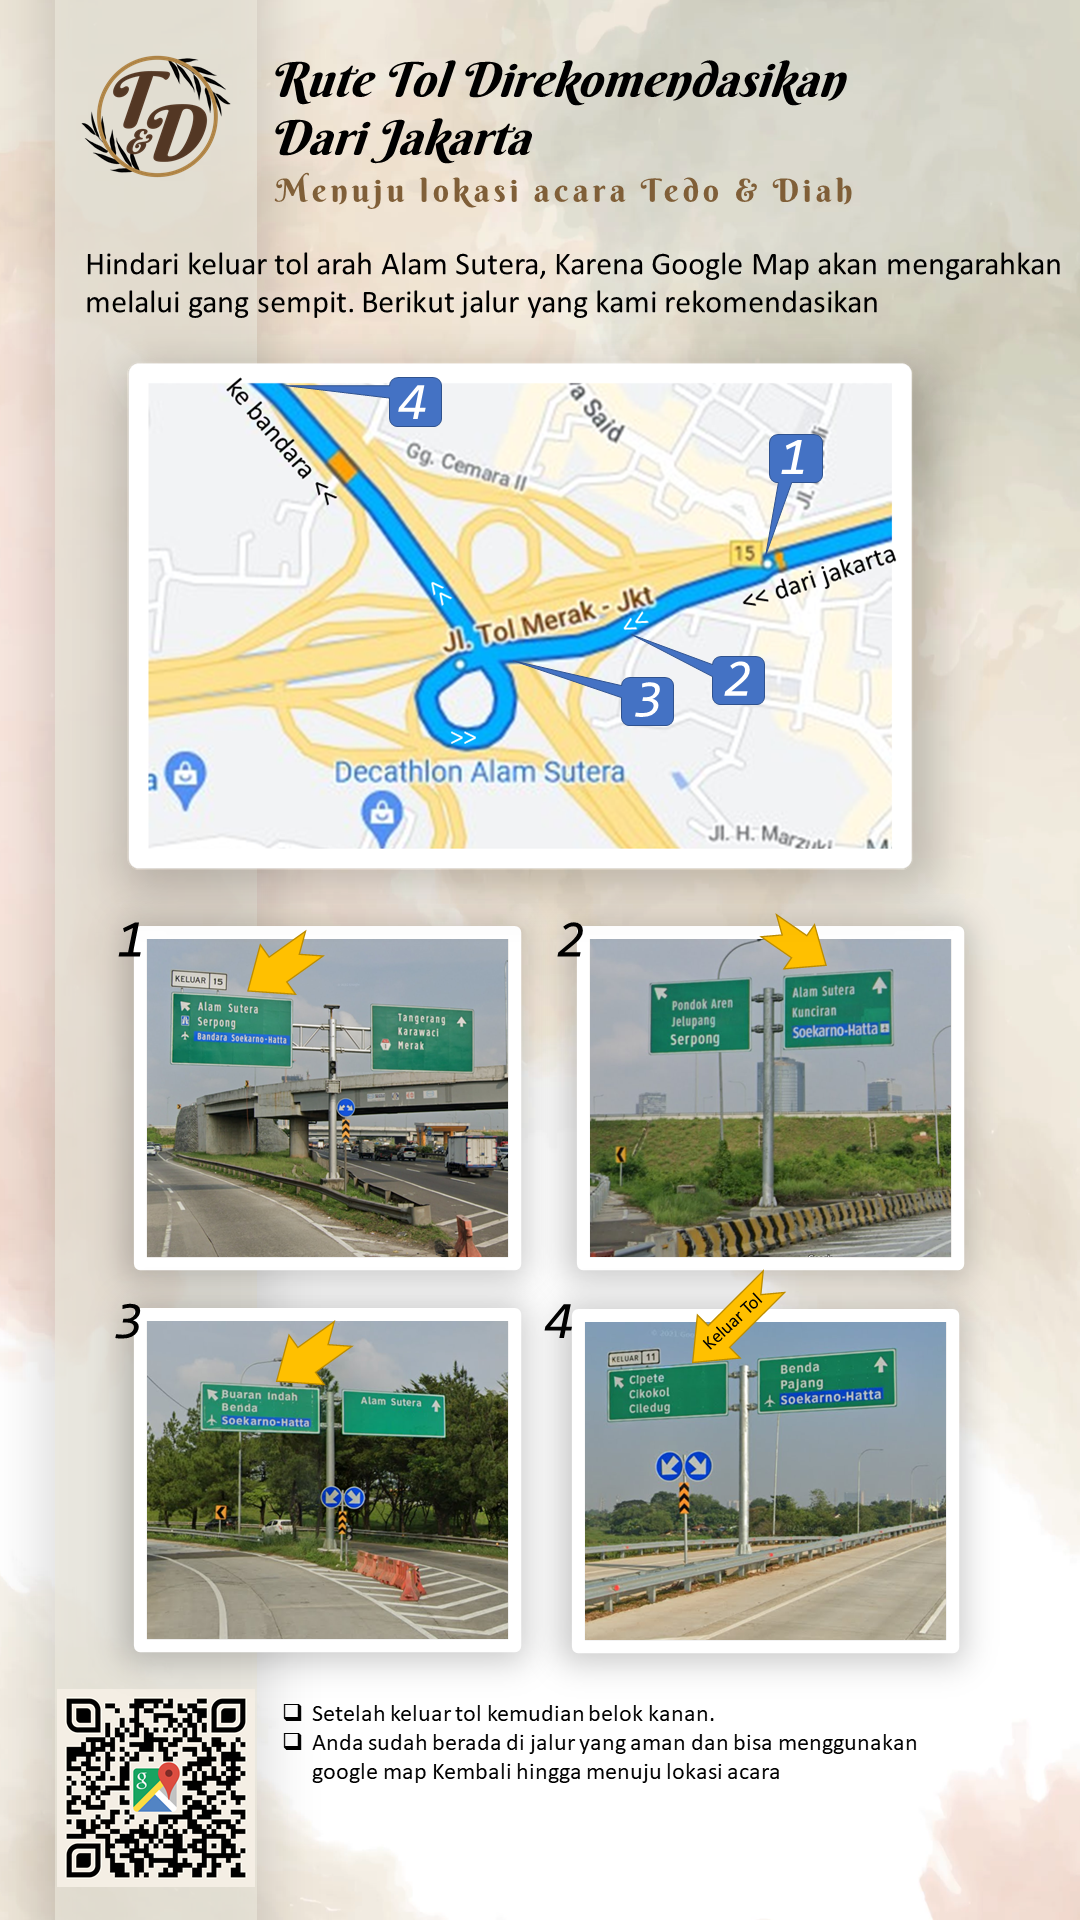 T
&D
Rute Tol Direkomendasikan
Dari Jakarta
Menuju lokasi acara Tedo & Diah
Hindari keluar tol arah Alam Sutera, Karena Google Map akan mengarahkan
melalui gang sempit. Berikut jalur yang kami rekomendasikan
4
ke bandara <<
a Said
1
Gg. Cemara II
Jl.
15
<< dari jakarta
Jl. Tol Merak - Jkt
<<
<<
2
3
>>
Decathlon Alam Sutera
a
Jl. H. Marzuki
1
KELUAR 15
Alam Sutera
Serpong
Bandara Soekarno-Hatta
Tangerang
Karawaci
Merak
2
Pondok Aren
Jelupang
Serpong
Alam Sutera
Kunciran
Soekarno-Hatta
3
Buaran Indah
Benda
Soekarno-Hatta
Alam Sutera
4
Keluar Tol
KELUAR 11
Cipete
Cikokol
Ciledug
Benda
Pajang
Soekarno-Hatta
g
Setelah keluar tol kemudian belok kanan.
Anda sudah berada di jalur yang aman dan bisa menggunakan
google map Kembali hingga menuju lokasi acara